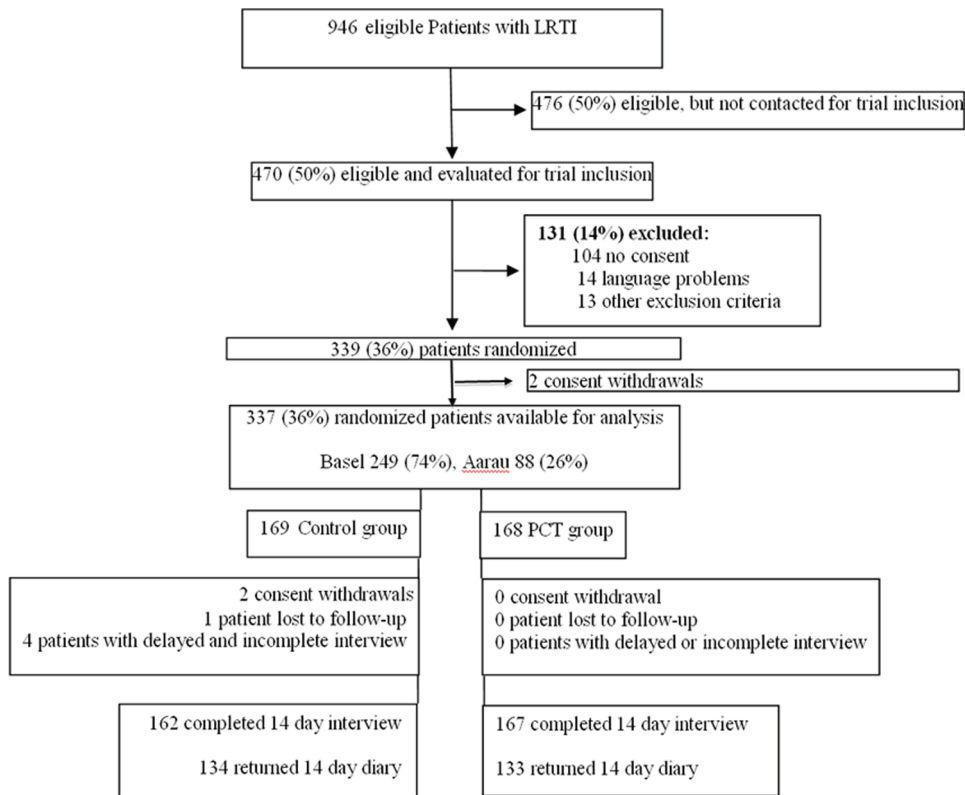 946 eligible Patients with LRTI
476 (50%) eligible, but not contacted for trial inclusion
470 (50%) eligible and evaluated for trial inclusion
131 (14%) excluded:
104 no consent
14 language problems
13 other exclusion criteria
339 (36%) patients randomized
2 consent withdrawals
337 (36%) randomized patients available for analysis
Basel 249 (74%), Aarau 88 (26%)
169 Control group
168 PCT group
2 consent withdrawals
1 patient lost to follow-up
4 patients with delayed and incomplete interview
0 consent withdrawal
0 patient lost to follow-up
0 patients with delayed or incomplete interview
162 completed 14 day interview
134 returned 14 day diary
167 completed 14 day interview
133 returned 14 day diary